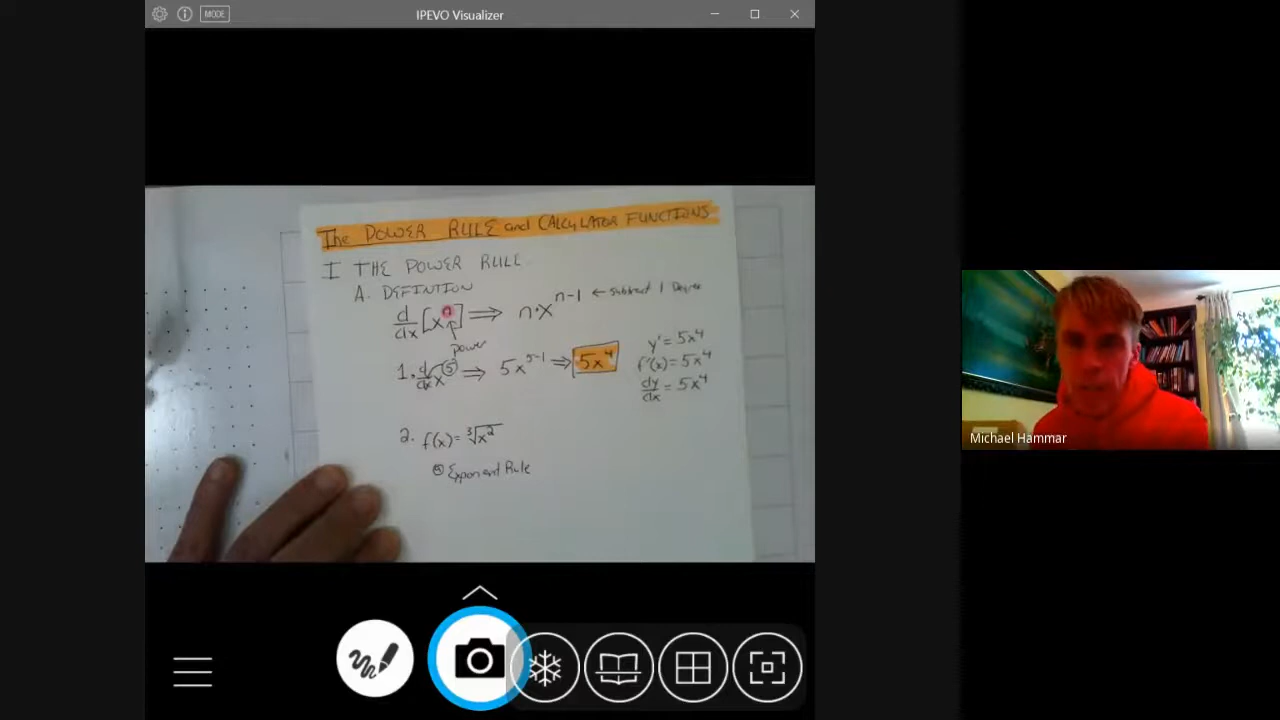 MODE
IPEVO Visualizer
The POWER RULE and CALCULATOR FUNCTIONS
I THE POWER RULE
A. DEFINTION
d/dx [xⁿ] ⟹ n·xⁿ⁻¹ ← Subtract 1 Degree
power
1. d/dx x⁵ ⟹ 5x⁵⁻¹ ⟹ 5x⁴
y' = 5x⁴
f'(x) = 5x⁴
dy/dx = 5x⁴
2. f(x) = ∛x²
Exponent Rule
Michael Hammar